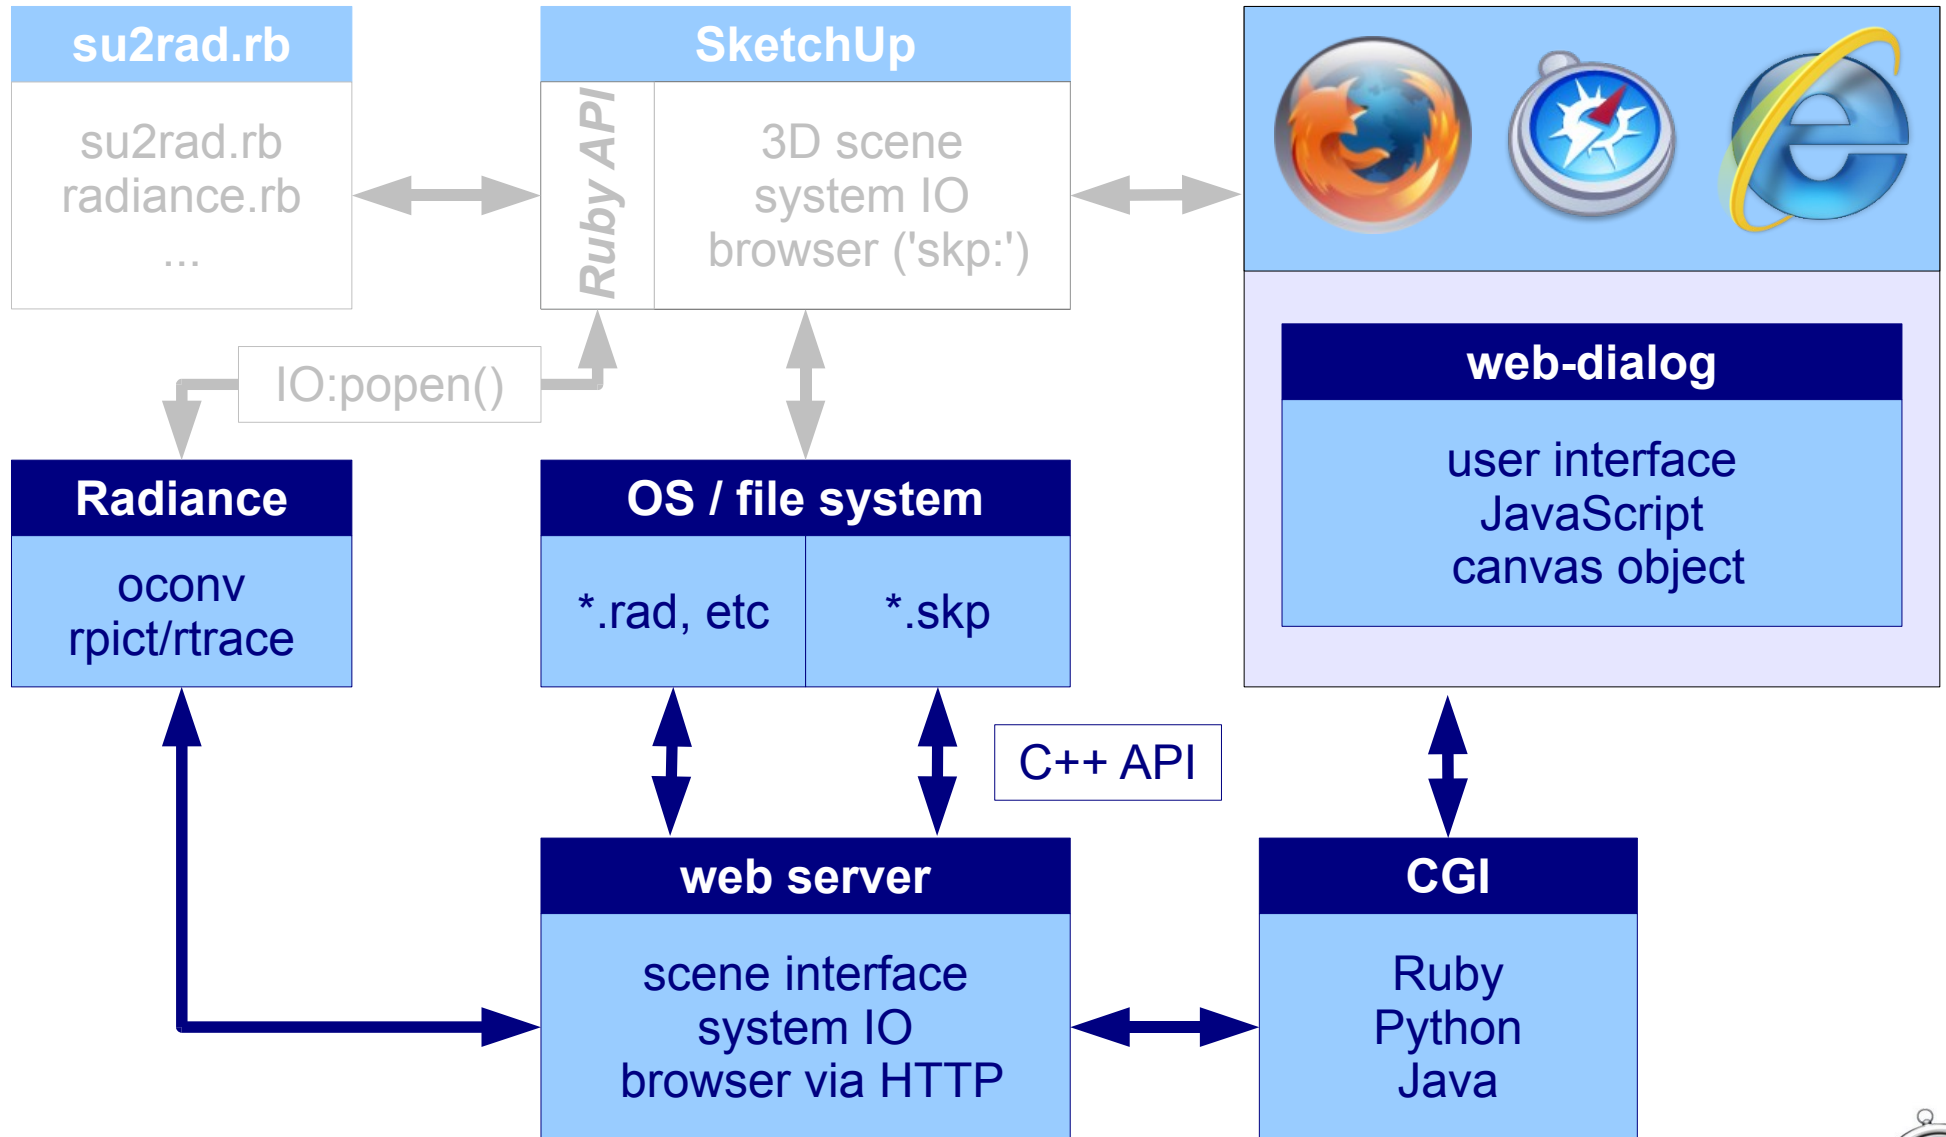 su2rad.rb
su2rad.rb
radiance.rb
...
SketchUp
Ruby API
3D scene
system IO
browser ('skp:')
IO:popen()
web-dialog
user interface
JavaScript
canvas object
Radiance
oconv
rpict/rtrace
OS / file system
*.rad, etc
*.skp
C++ API
web server
scene interface
system IO
browser via HTTP
CGI
Ruby
Python
Java